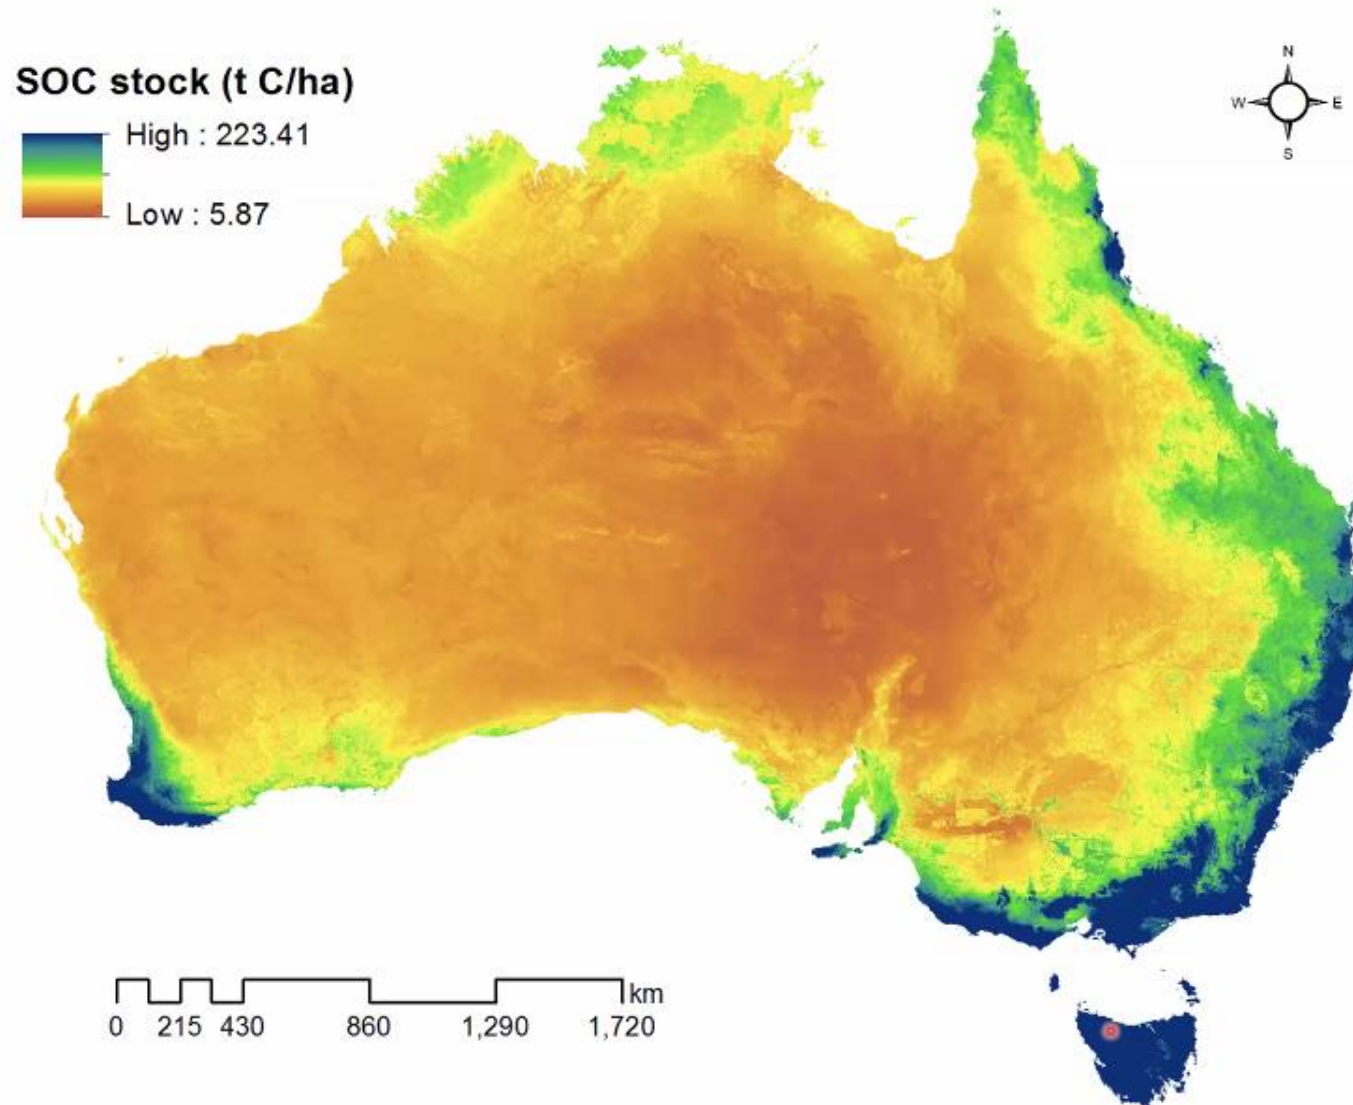 SOC stock (t C/ha)
High : 223.41
Low : 5.87
N
W E
S
km
0 215 430 860 1,290 1,720